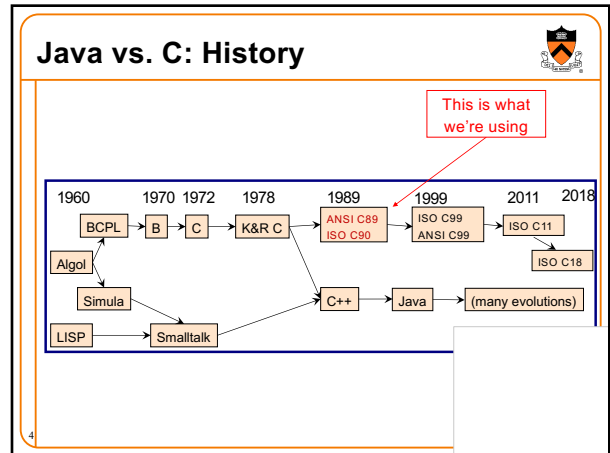 Java vs. C: History
This is what
we're using
1960 1970 1972 1978 1989 1999 2011 2018
BCPL B C K&R C ANSI C89 ISO C99 ISO C11
ISO C90 ANSI C99
Algol ISO C18
Simula C++ Java (many evolutions)
LISP Smalltalk
4